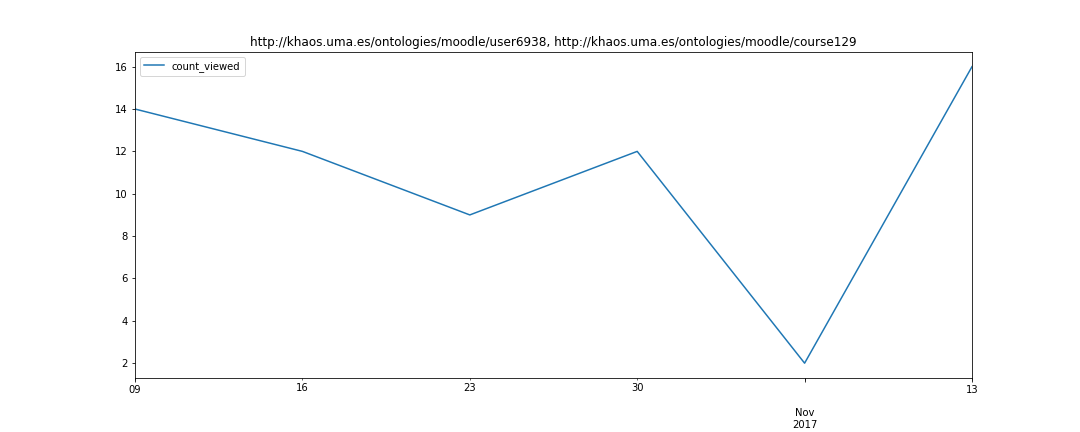 http://khaos.uma.es/ontologies/moodle/user6938, http://khaos.uma.es/ontologies/moodle/course129
count_viewed
16
14
12
10
8
6
4
2
09 16 23 30 13
Nov
2017